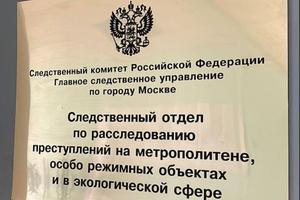 Следственный комитет Российской Федерации
Главное следственное управление
по городу Москве
Следственный отдел
по расследованию
преступлений на метрополитене,
особо режимных объектах
и в экологической сфере